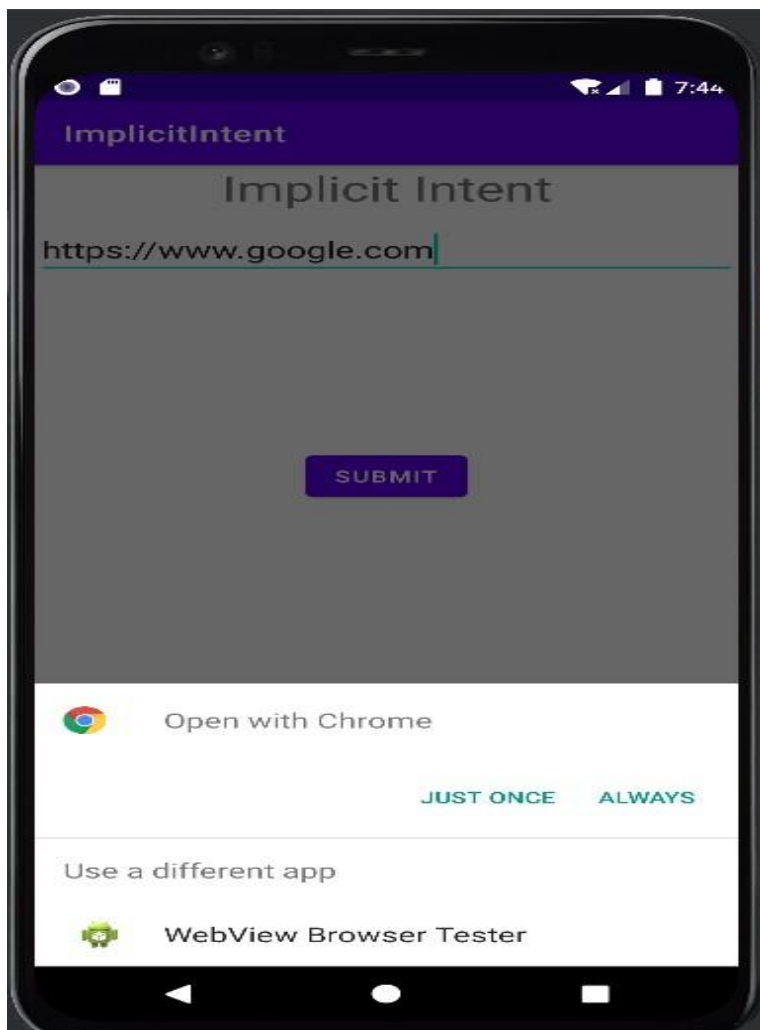 7:44
ImplicitIntent
Implicit Intent
https://www.google.com
SUBMIT
Open with Chrome
JUST ONCE ALWAYS
Use a different app
WebView Browser Tester